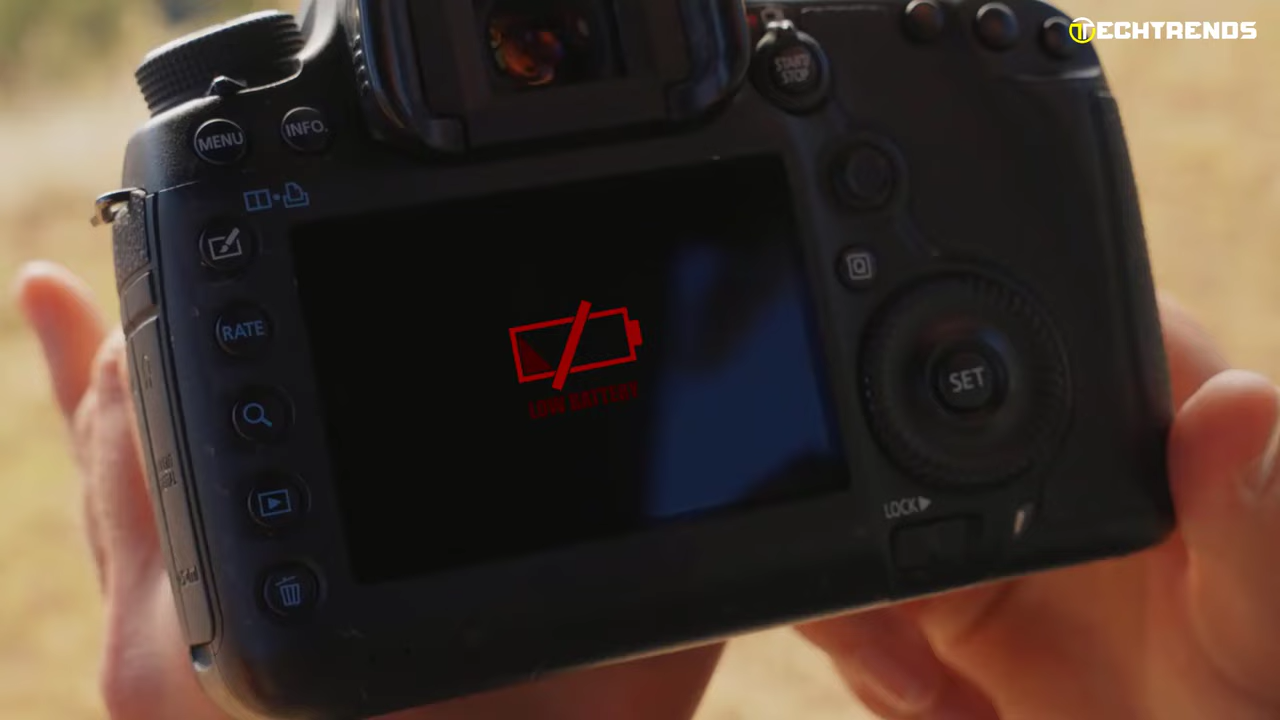 TECHTRENDS
START/
STOP
MENU
INFO.
RATE
Q
SET
LOW BATTERY
LOCK